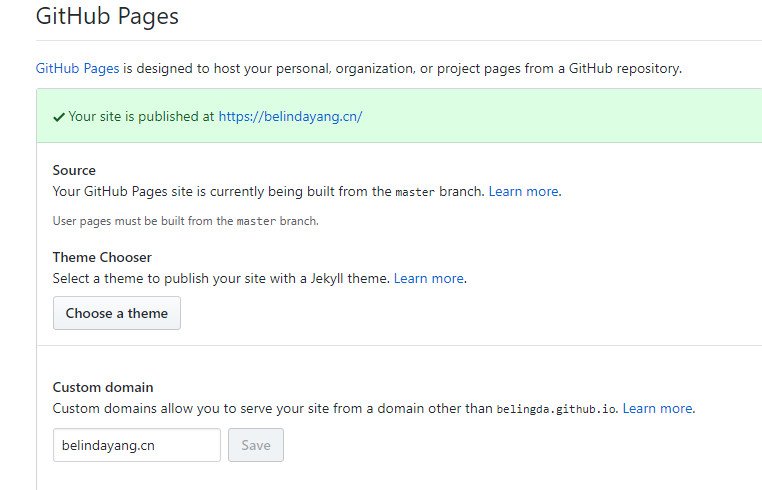 GitHub Pages
GitHub Pages is designed to host your personal, organization, or project pages from a GitHub repository.
Your site is published at https://belindayang.cn/
Source
Your GitHub Pages site is currently being built from the master branch. Learn more.
User pages must be built from the master branch.
Theme Chooser
Select a theme to publish your site with a Jekyll theme. Learn more.
Choose a theme
Custom domain
Custom domains allow you to serve your site from a domain other than belingda.github.io. Learn more.
belindayang.cn Save